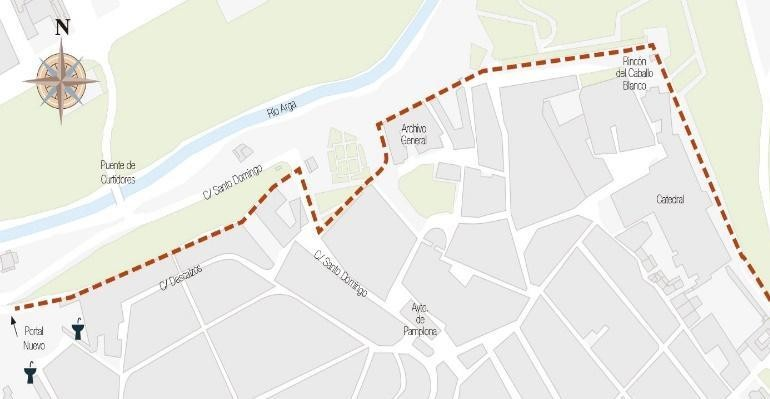 N
Río Arga
Puente de
Curtidores
C/ Santo Domingo
Archivo
General
Rincón
del Caballo
Blanco
Catedral
C/ Descalzos
C/ Santo Domingo
Ayto.
de
Pamplona
Portal
Nuevo